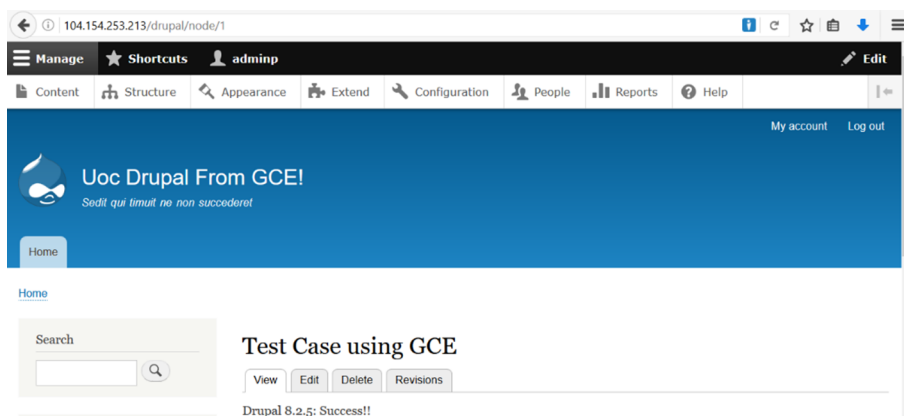 104.154.253.213/drupal/node/1
Manage Shortcuts adminp Edit
Content Structure Appearance Extend Configuration People Reports Help
My account Log out
Uoc Drupal From GCE!
Sedit qui timuit ne non succederet
Home
Home
Search
Test Case using GCE
View Edit Delete Revisions
Drupal 8.2.5: Success!!